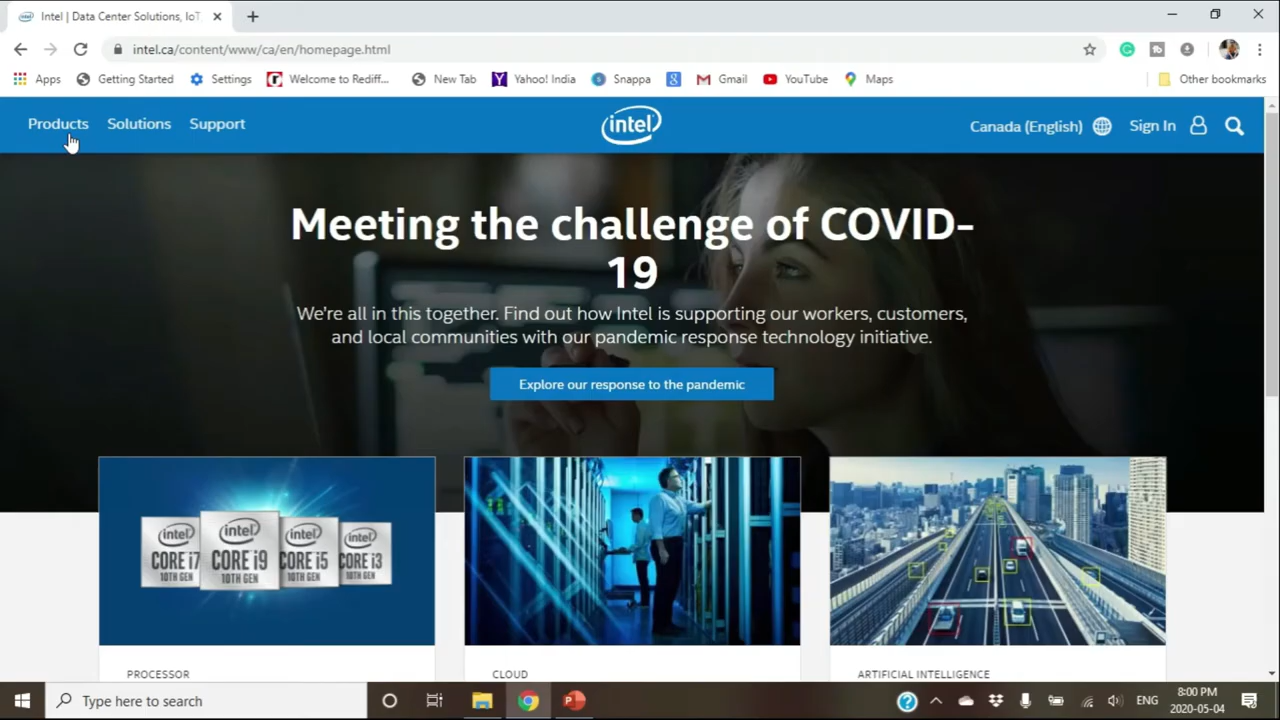 Intel | Data Center Solutions, IoT
intel.ca/content/www/ca/en/homepage.html
Apps Getting Started Settings Welcome to Rediff... New Tab Yahoo! India Snappa Gmail YouTube Maps Other bookmarks
Products Solutions Support intel Canada (English) Sign In
Meeting the challenge of COVID-
19
We're all in this together. Find out how Intel is supporting our workers, customers,
and local communities with our pandemic response technology initiative.
Explore our response to the pandemic
intel CORE i7 10TH GEN
intel CORE i9 10TH GEN
intel CORE i5 10TH GEN
intel CORE i3 10TH GEN
PROCESSOR CLOUD ARTIFICIAL INTELLIGENCE
Type here to search
ENG
8:00 PM
2020-05-04